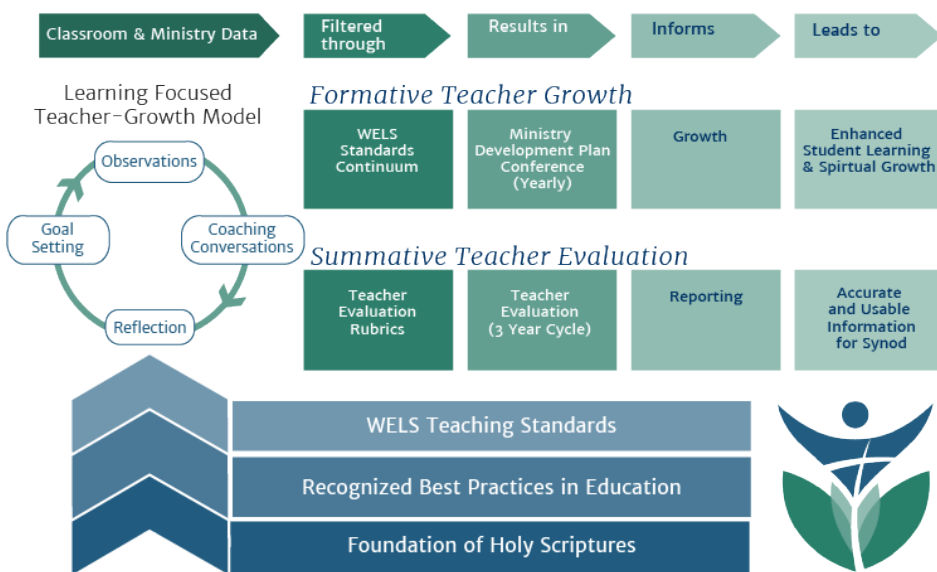 Classroom & Ministry Data
Filtered
through
Results in
Informs
Leads to
Learning Focused
Teacher-Growth Model
Observations
Goal
Setting
Coaching
Conversations
Reflection
Formative Teacher Growth
WELS
Standards
Continuum
Ministry
Development Plan
Conference
(Yearly)
Growth
Enhanced
Student Learning
& Spirtual Growth
Summative Teacher Evaluation
Teacher
Evaluation
Rubrics
Teacher
Evaluation
(3 Year Cycle)
Reporting
Accurate
and Usable
Information
for Synod
WELS Teaching Standards
Recognized Best Practices in Education
Foundation of Holy Scriptures